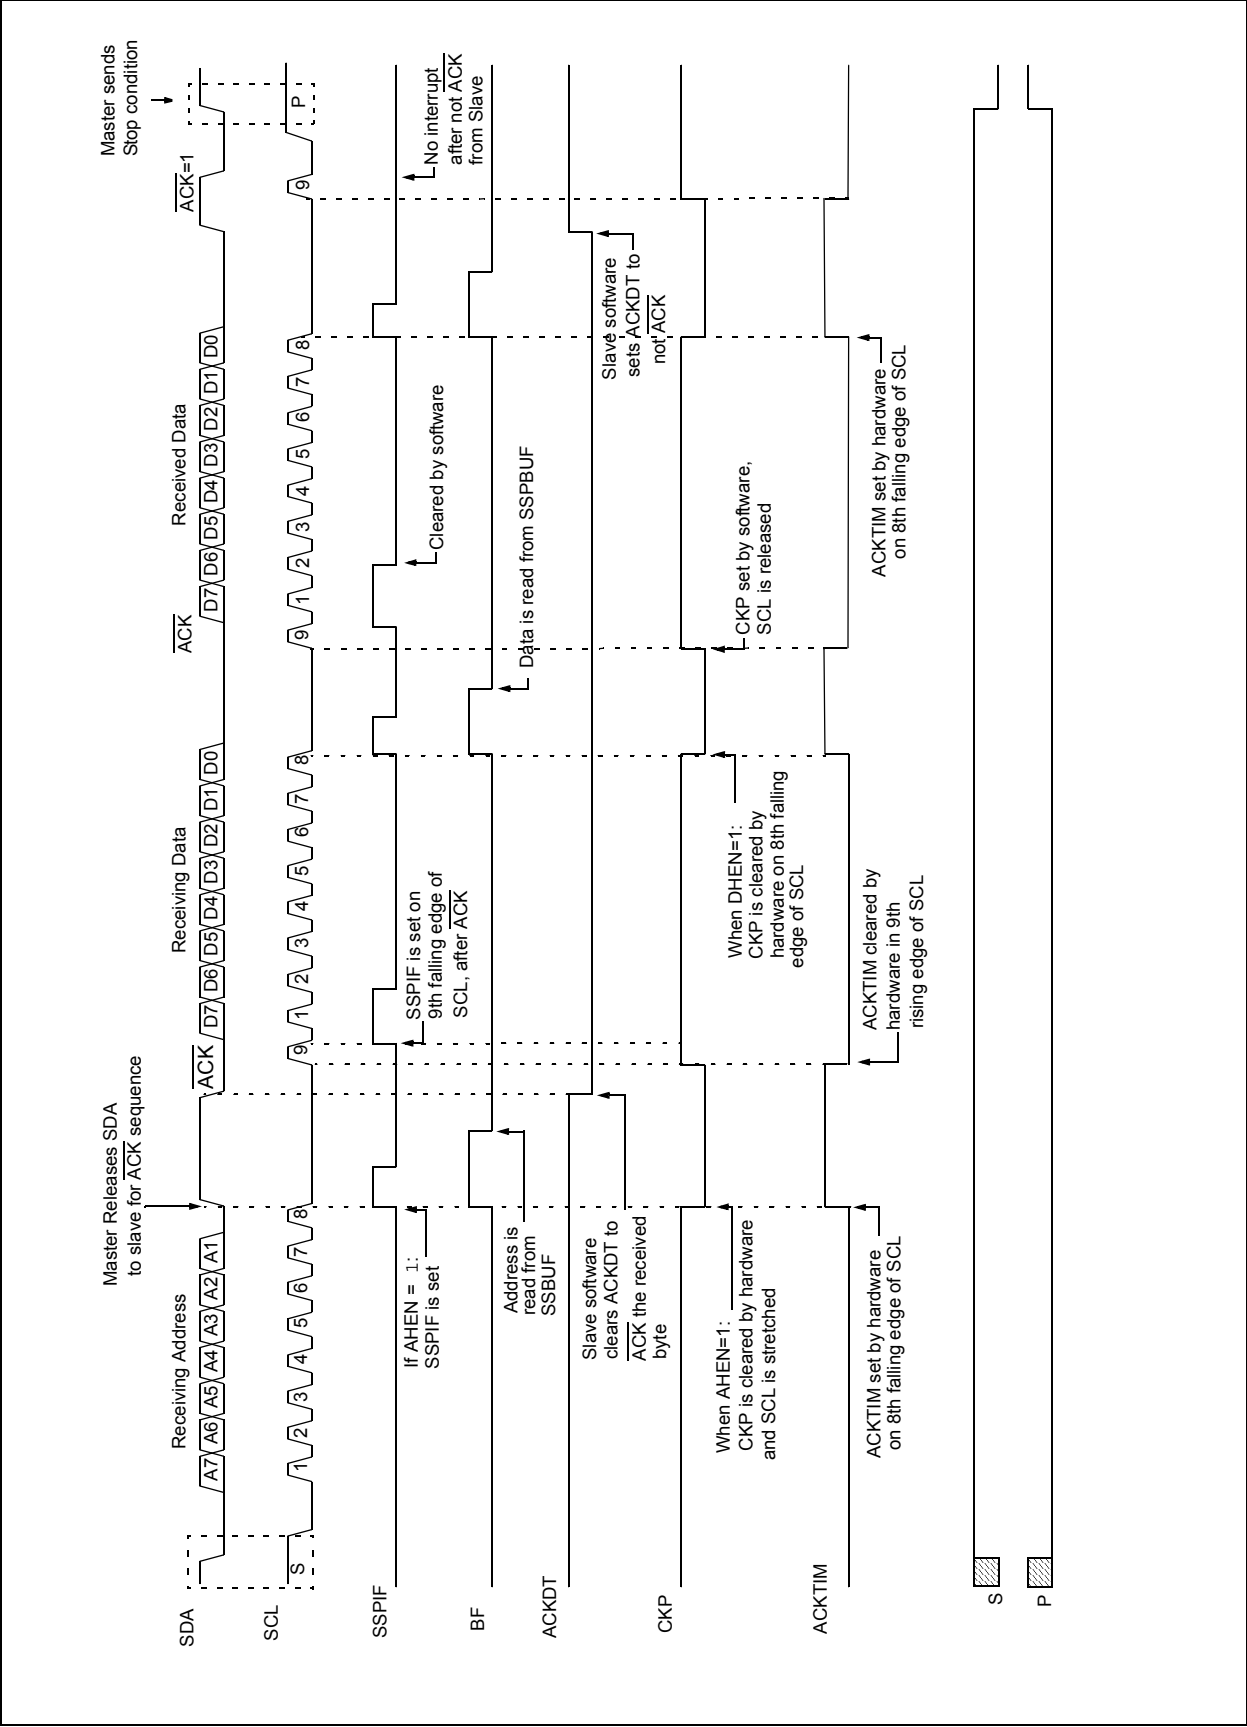 Master Releases SDA
to slave for ACK sequence
Master sends
Stop condition
Receiving Address
Receiving Data
Received Data
ACK
ACK
ACK=1
SDA
A7 A6 A5 A4 A3 A2 A1
D7 D6 D5 D4 D3 D2 D1 D0
D7 D6 D5 D4 D3 D2 D1 D0
SCL
S
1 2 3 4 5 6 7 8 9
1 2 3 4 5 6 7 8 9
1 2 3 4 5 6 7 8 9
P
SSPIF
If AHEN = 1:
SSPIF is set
SSPIF is set on
9th falling edge of
SCL, after ACK
Cleared by software
No interrupt
after not ACK
from Slave
BF
Address is
read from
SSBUF
Data is read from SSPBUF
ACKDT
Slave software
clears ACKDT to
ACK the received
byte
Slave software
sets ACKDT to
not ACK
CKP
When AHEN=1:
CKP is cleared by hardware
and SCL is stretched
When DHEN=1:
CKP is cleared by
hardware on 8th falling
edge of SCL
CKP set by software,
SCL is released
ACKTIM
ACKTIM set by hardware
on 8th falling edge of SCL
ACKTIM cleared by
hardware in 9th
rising edge of SCL
ACKTIM set by hardware
on 8th falling edge of SCL
S
P